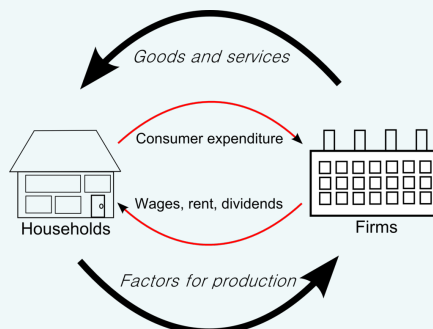 Goods and services
Consumer expenditure
Wages, rent, dividends
Households
Firms
Factors for production